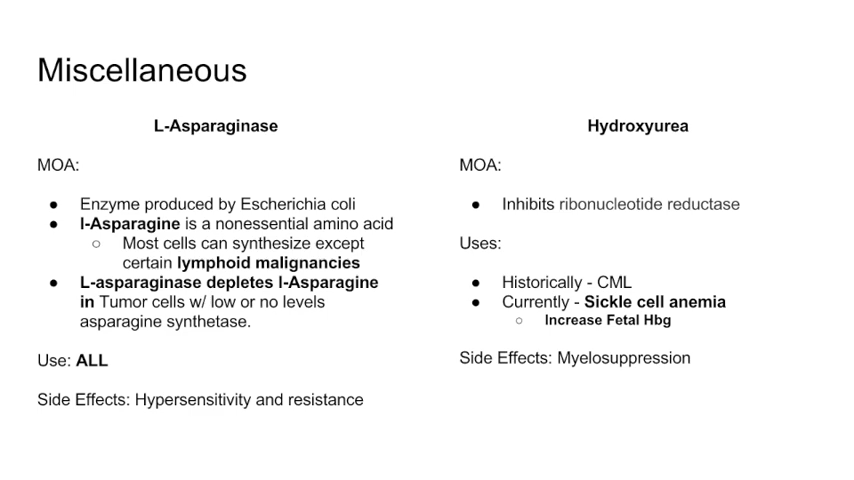 Miscellaneous
L-Asparaginase
MOA:
● Enzyme produced by Escherichia coli
● l-Asparagine is a nonessential amino acid
○ Most cells can synthesize except
certain lymphoid malignancies
● L-asparaginase depletes l-Asparagine
in Tumor cells w/ low or no levels
asparagine synthetase.
Use: ALL
Side Effects: Hypersensitivity and resistance
Hydroxyurea
MOA:
● Inhibits ribonucleotide reductase
Uses:
● Historically - CML
● Currently - Sickle cell anemia
○ Increase Fetal Hbg
Side Effects: Myelosuppression